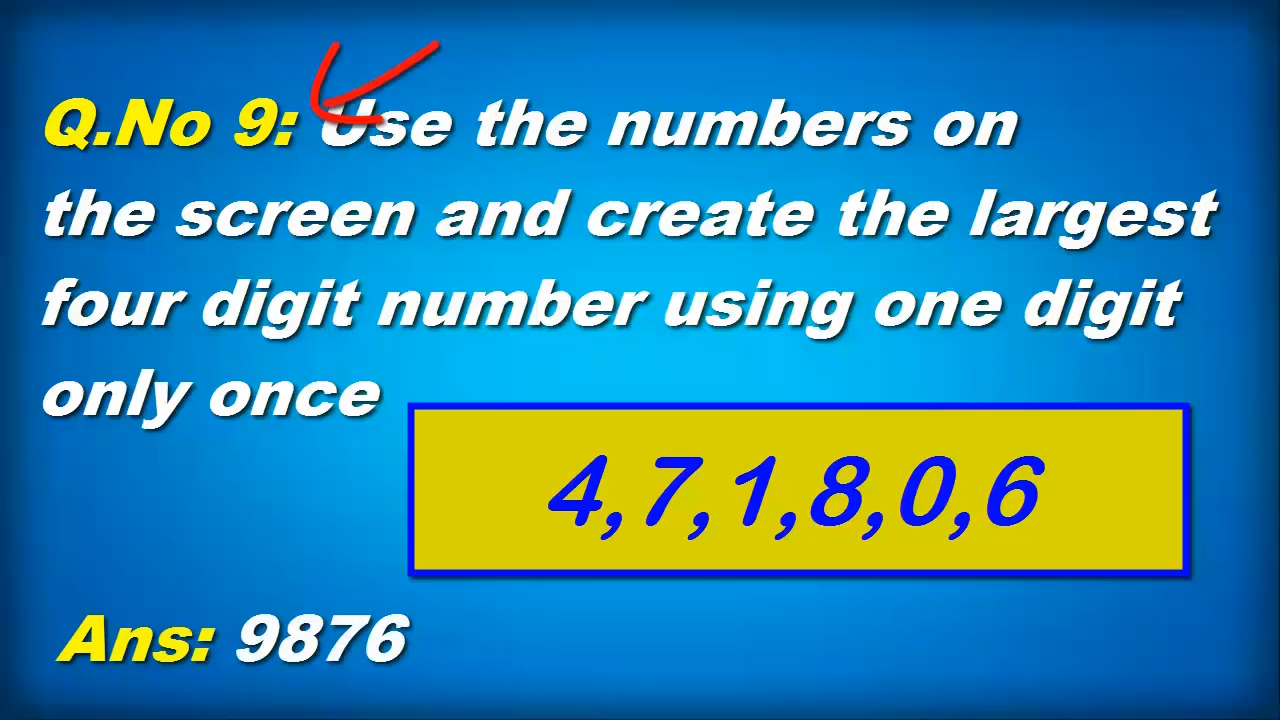 Q.No 9: Use the numbers on
the screen and create the largest
four digit number using one digit
only once
4,7,1,8,0,6
Ans: 9876